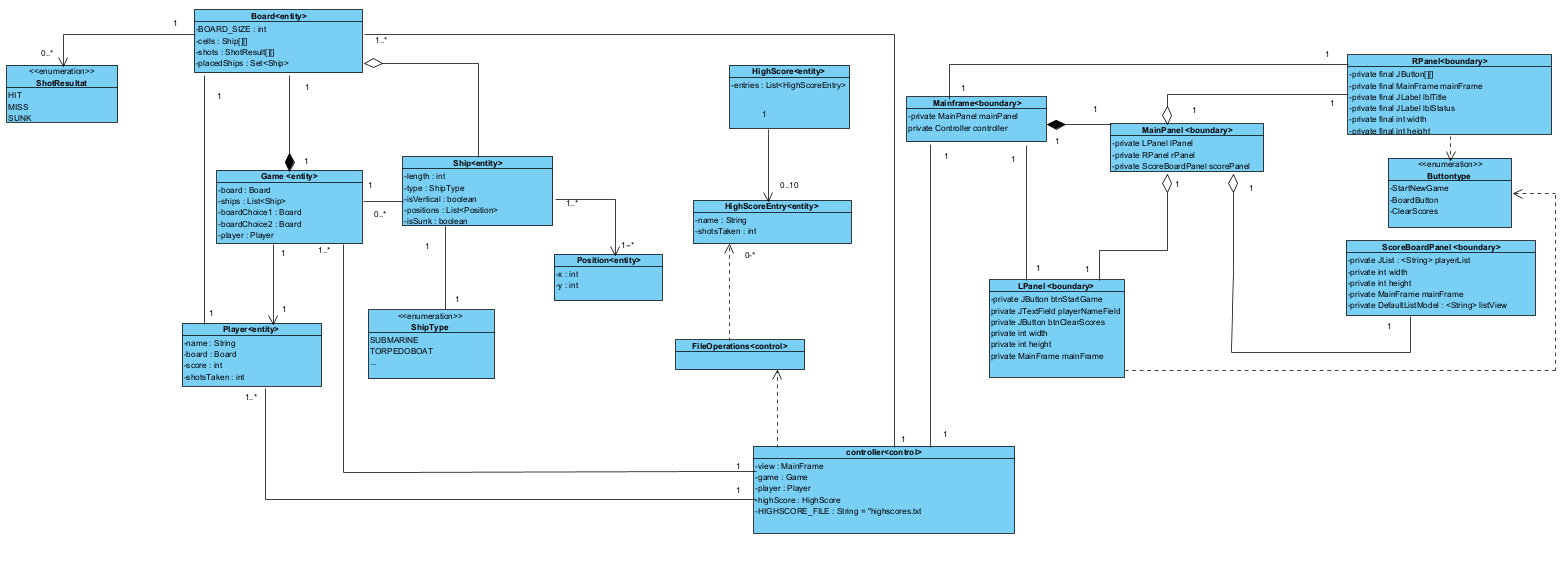 Board<entity>
-BOARD_SIZE : int
-cells : Ship[][]
-shots : ShotResult[][]
-placedShips : Set<Ship>
1
0..*
1..*
<<enumeration>>
ShotResultat
HIT
MISS
SUNK
1
1
1
Game <entity>
-board : Board
-ships : List<Ship>
-boardChoice1 : Board
-boardChoice2 : Board
-player : Player
1
0..*
Ship<entity>
-length : int
-type : ShipType
-isVertical : boolean
-positions : List<Position>
-isSunk : boolean
1..*
1--*
Position<entity>
-x : int
-y : int
1
1
<<enumeration>>
ShipType
SUBMARINE
TORPEDOBOAT
...
1
1..*
1
1
Player<entity>
-name : String
-board : Board
-score : int
-shotsTaken : int
1..*
HighScore<entity>
-entries : List<HighScoreEntry>
1
0..10
HighScoreEntry<entity>
-name : String
-shotsTaken : int
0-*
FileOperations<control>
controller<control>
-view : MainFrame
-game : Game
-player : Player
-highScore : HighScore
-HIGHSCORE_FILE : String = "highscores.txt
1
1
1
1
Mainframe<boundary>
-private MainPanel mainPanel
private Controller controller
1
1
1
1
1
1
MainPanel <boundary>
-private LPanel lPanel
-private RPanel rPanel
-private ScoreBoardPanel scorePanel
1
1
1
1
RPanel<boundary>
-private final JButton[][]
-private final MainFrame mainFrame
-private final JLabel lblTitle
-private final JLabel lblStatus
-private final int width
-private final int height
1
1
<<enumeration>>
Buttontype
-StartNewGame
-BoardButton
-ClearScores
ScoreBoardPanel <boundary>
-private JList : <String> playerList
-private int width
-private int height
-private MainFrame mainFrame
-private DefaultListModel : <String> listView
1
1
LPanel <boundary>
-private JButton btnStartGame
private JTextField playerNameField
private JButton btnClearScores
private int width
private int height
private MainFrame mainFrame